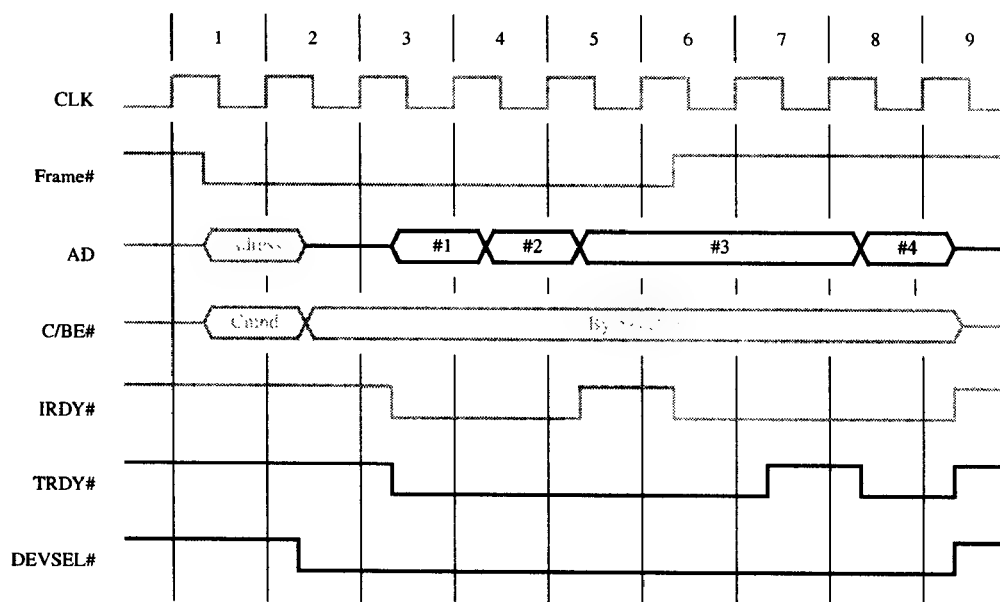 1 2 3 4 5 6 7 8 9
CLK
Frame#
AD #1 #2 #3 #4
C/BE# Cmnd
IRDY#
TRDY#
DEVSEL#